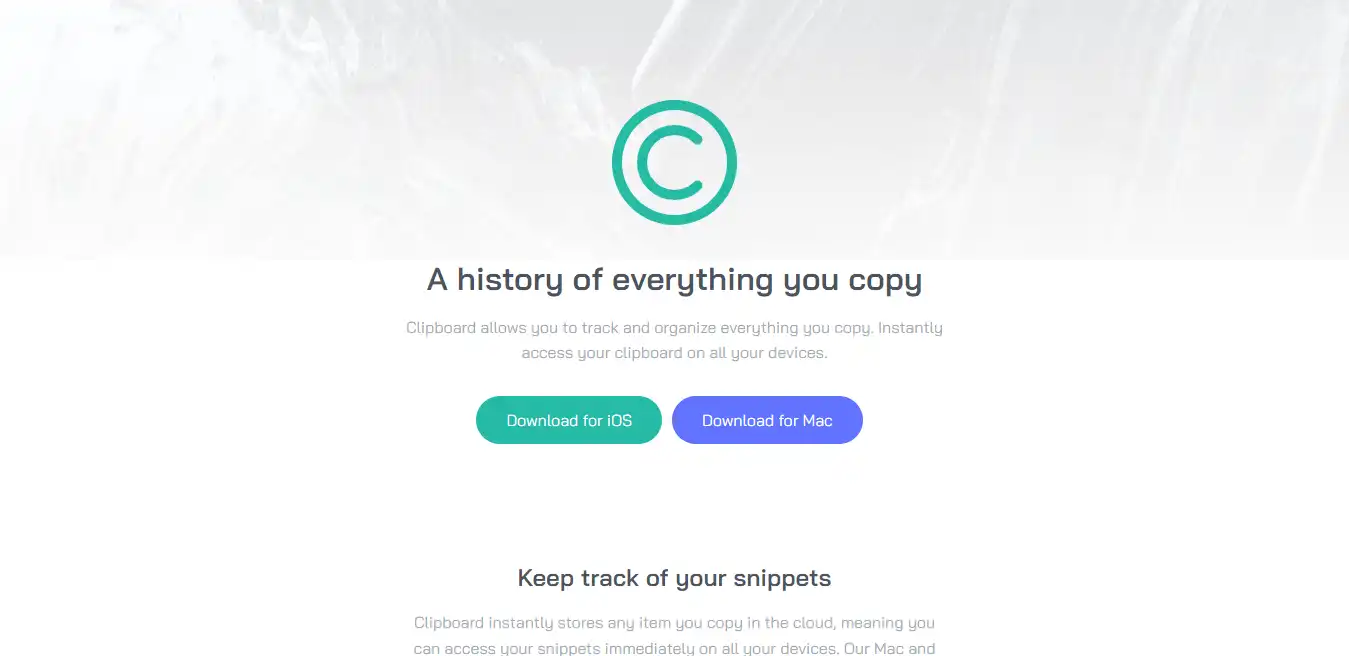 A history of everything you copy
Clipboard allows you to track and organize everything you copy. Instantly
access your clipboard on all your devices.
Download for iOS
Download for Mac
Keep track of your snippets
Clipboard instantly stores any item you copy in the cloud, meaning you
can access your snippets immediately on all your devices. Our Mac and